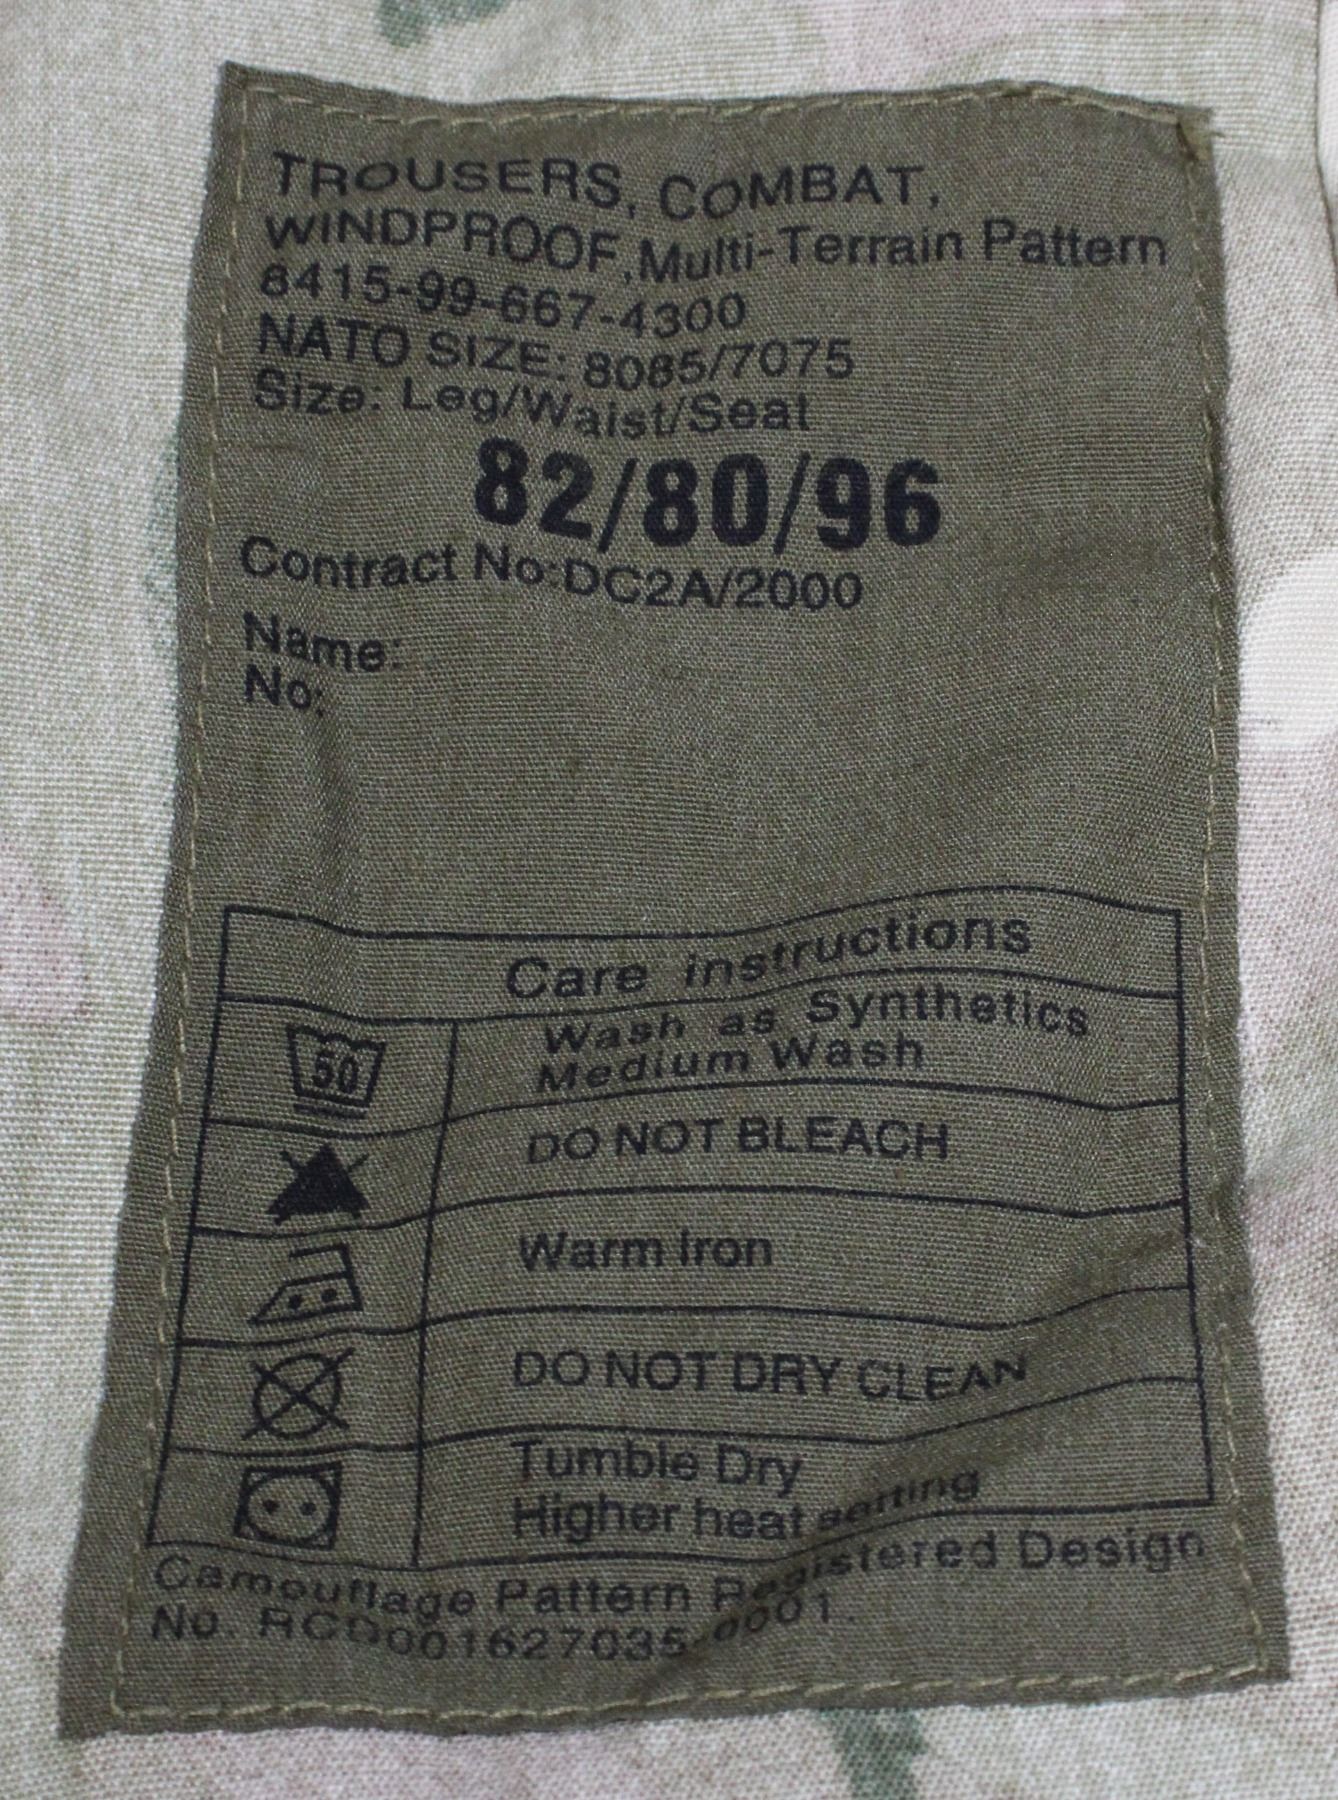 TROUSERS, COMBAT,
WINDPROOF,Multi-Terrain Pattern
8415-99-667-4300
NATO SIZE: 8085/7075
Size: Leg/Waist/Seat
82/80/96
Contract No:DC2A/2000
Name:
No:
Care instructions
50
Wash as Synthetics
Medium Wash
DO NOT BLEACH
Warm Iron
DO NOT DRY CLEAN
Tumble Dry
Higher heat setting
Camouflage Pattern Registered Design
No. RCD001627035-0001.